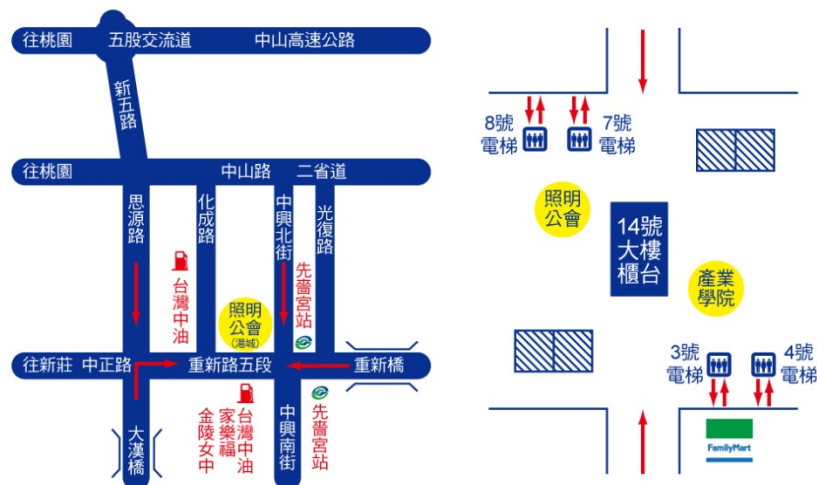 往桃園 五股交流道 中山高速公路
新五路
往桃園 中山路 二省道
思源路
化成路
中興北街
光復路
台灣中油
照明
公會
(湯城)
先嗇宮站
往新莊 中正路 重新路五段 重新橋
大漢橋
台灣中油
家樂福
金陵女中
中興南街
先嗇宮站
8號
電梯
7號
電梯
照明
公會
14號
大樓
櫃台
產業
學院
3號
電梯
4號
電梯
FamilyMart